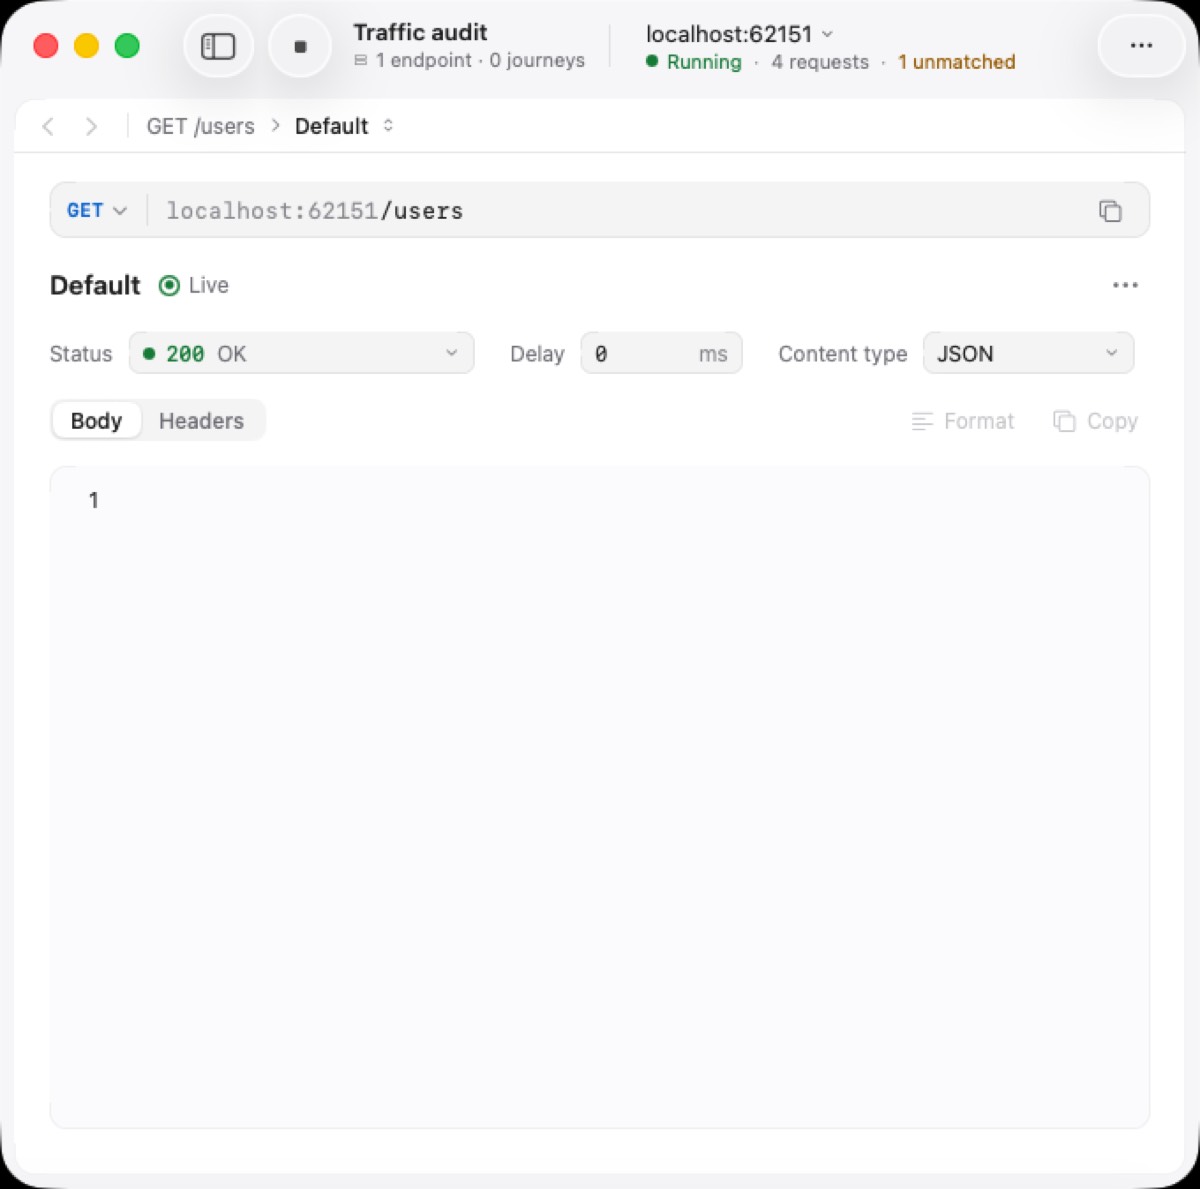 Traffic audit
1 endpoint · 0 journeys
localhost:62151
Running · 4 requests · 1 unmatched
GET /users > Default
GET localhost:62151/users
Default Live
Status 200 OK Delay 0 ms Content type JSON
Body Headers Format Copy
1